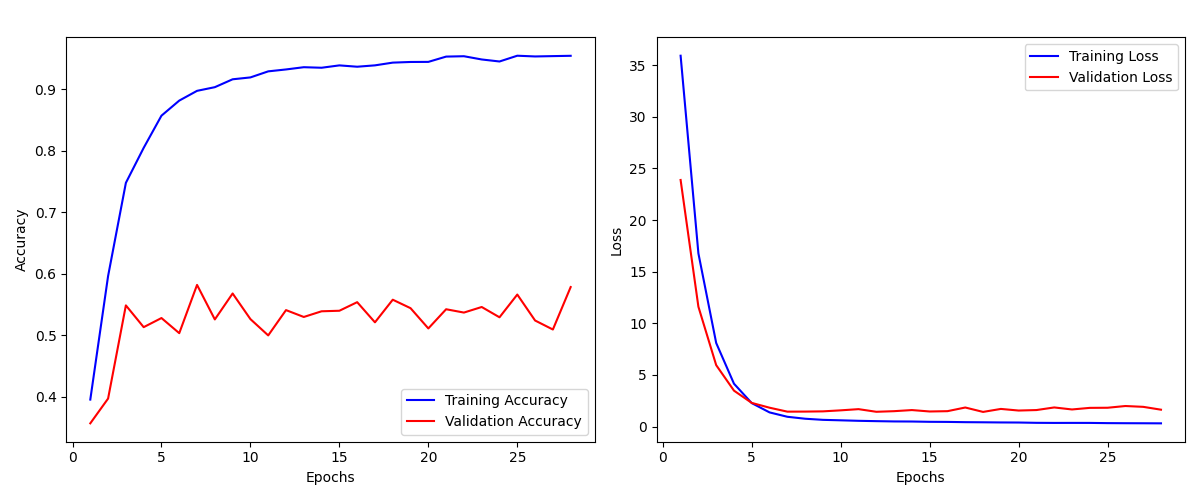 0.9
0.8
0.7
0.6
0.5
0.4
Accuracy
0 5 10 15 20 25
Epochs
Training Accuracy
Validation Accuracy
35
30
25
20
15
10
5
0
Loss
0 5 10 15 20 25
Epochs
Training Loss
Validation Loss